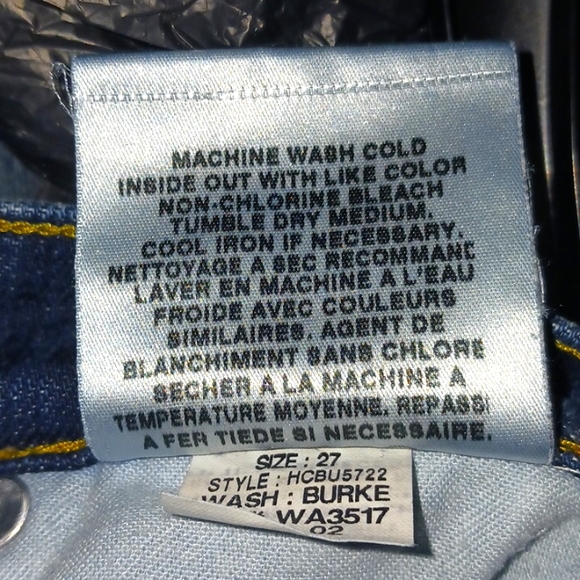 MACHINE WASH COLD
INSIDE OUT WITH LIKE COLOR
NON-CHLORINE BLEACH
TUMBLE DRY MEDIUM.
COOL IRON IF NECESSARY.
NETTOYAGE A SEC RECOMMAND
LAVER EN MACHINE A L'EAU
FROIDE AVEC COULEURS
SIMILAIRES. AGENT DE
BLANCHIMENT SANS CHLORE
SECHER A LA MACHINE A
TEMPERATURE MOYENNE. REPASS
A FER TIEDE SI NECESSAIRE.
SIZE : 27
STYLE : HCBU5722
WASH : BURKE
WA3517
02